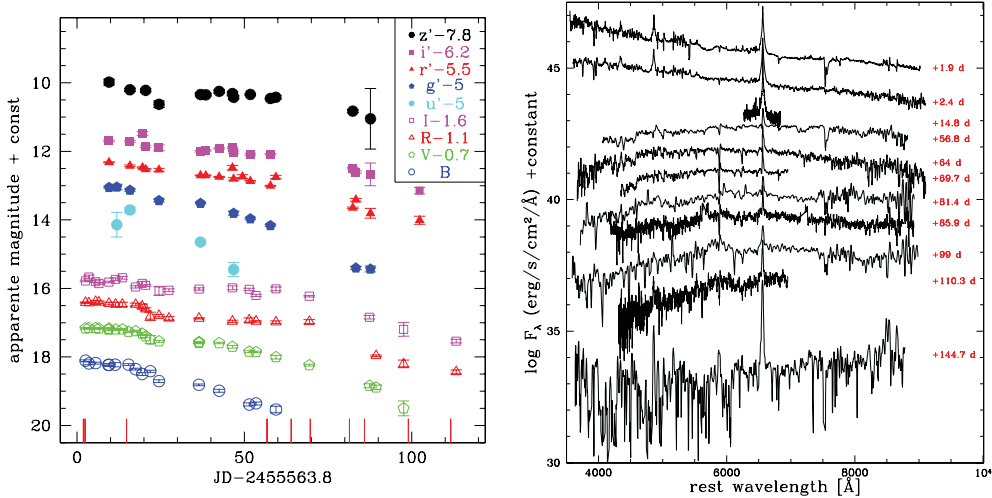 apparente magnitude + const
10
12
14
16
18
20
0
50
100
JD-2455563.8
z'-7.8
i'-6.2
r'-5.5
g'-5
u'-5
I-1.6
R-1.1
V-0.7
B
log F_λ (erg/s/cm²/Å) +constant
45
40
35
30
4000
6000
8000
10⁴
rest wavelength [Å]
+1.9 d
+2.4 d
+14.8 d
+56.8 d
+64 d
+69.7 d
+81.4 d
+85.9 d
+99 d
+110.3 d
+144.7 d